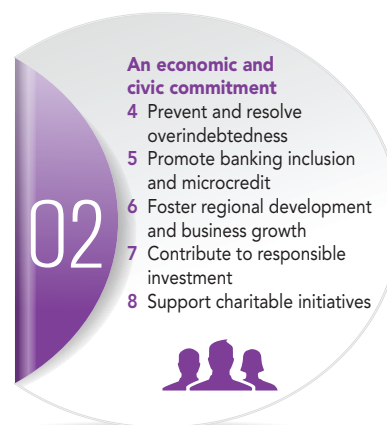 02
An economic and
civic commitment
4 Prevent and resolve
overindebtedness
5 Promote banking inclusion
and microcredit
6 Foster regional development
and business growth
7 Contribute to responsible
investment
8 Support charitable initiatives